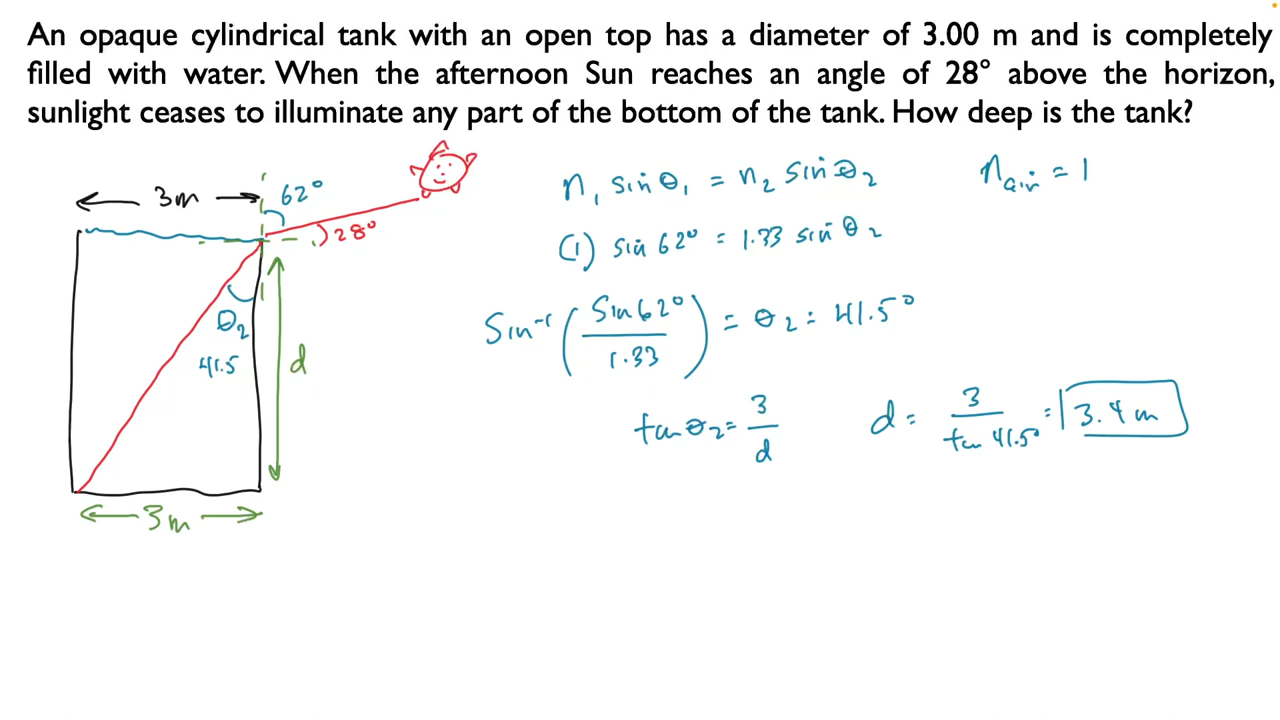 An opaque cylindrical tank with an open top has a diameter of 3.00 m and is completely
filled with water. When the afternoon Sun reaches an angle of 28° above the horizon,
sunlight ceases to illuminate any part of the bottom of the tank. How deep is the tank?
3m
62°
28°
θ₂
41.5
d
3m
n₁ sin θ₁ = n₂ sin θ₂
n air = 1
(1) sin 62° = 1.33 sin θ₂
Sin⁻¹ (Sin 62° / 1.33) = θ₂ = 41.5°
tan θ₂ = 3 / d
d = 3 / tan 41.5° = 3.4 m